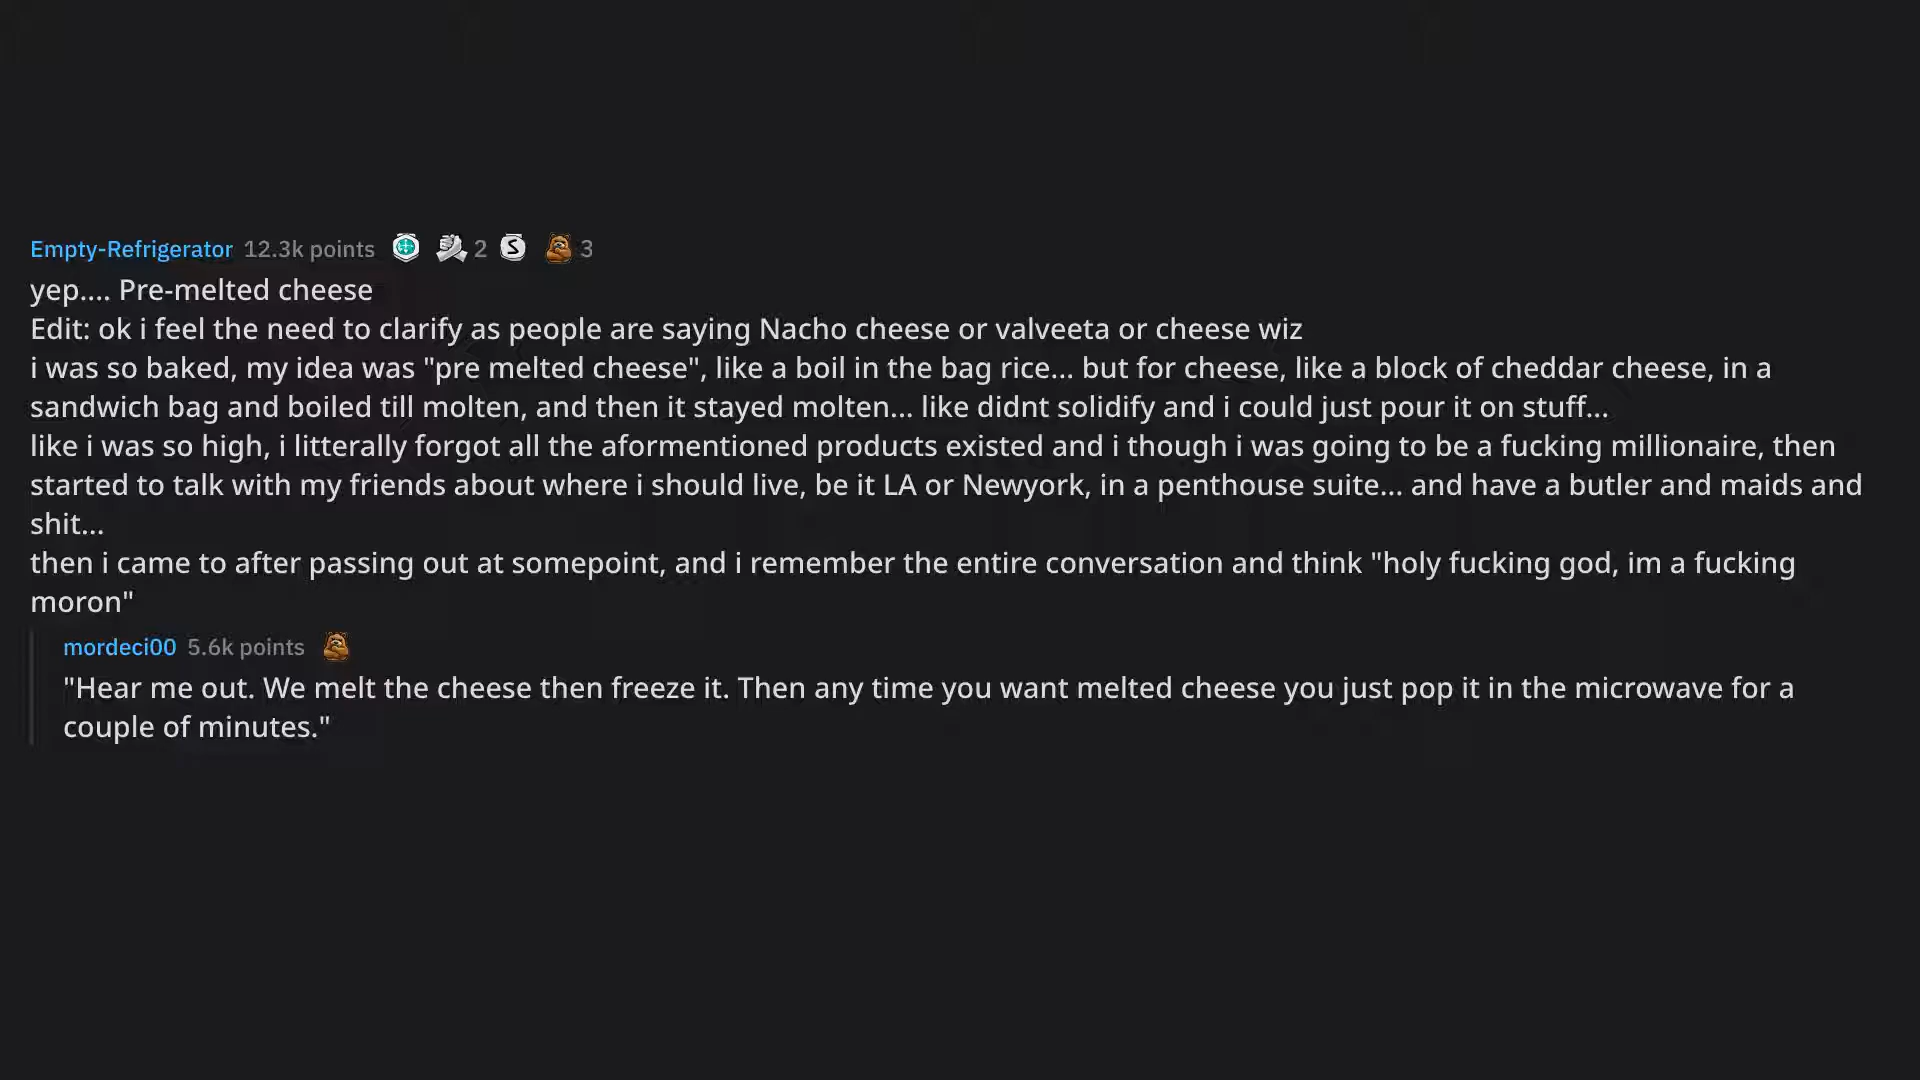 Empty-Refrigerator 12.3k points 2 3
yep.... Pre-melted cheese
Edit: ok i feel the need to clarify as people are saying Nacho cheese or valveeta or cheese wiz
i was so baked, my idea was "pre melted cheese", like a boil in the bag rice... but for cheese, like a block of cheddar cheese, in a
sandwich bag and boiled till molten, and then it stayed molten... like didnt solidify and i could just pour it on stuff...
like i was so high, i litterally forgot all the aformentioned products existed and i though i was going to be a fucking millionaire, then
started to talk with my friends about where i should live, be it LA or Newyork, in a penthouse suite... and have a butler and maids and
shit...
then i came to after passing out at somepoint, and i remember the entire conversation and think "holy fucking god, im a fucking
moron"
mordeci00 5.6k points
"Hear me out. We melt the cheese then freeze it. Then any time you want melted cheese you just pop it in the microwave for a
couple of minutes."